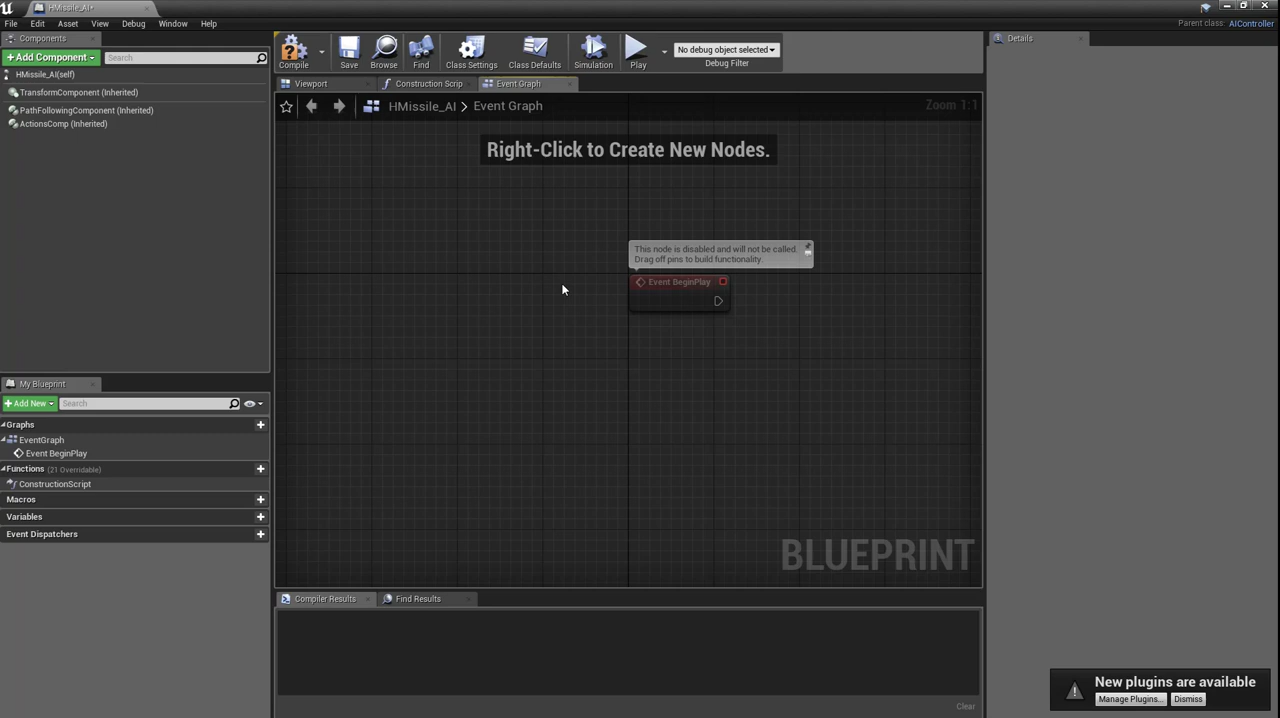 HMissile_AI*
File Edit Asset View Debug Window Help
Parent class: AIController
Components
+Add Component Search
HMissile_AI(self)
TransformComponent (Inherited)
PathFollowingComponent (Inherited)
ActionsComp (Inherited)
Compile Save Browse Find Class Settings Class Defaults Simulation Play
No debug object selected
Debug Filter
Viewport Construction Scrip Event Graph
HMissile_AI > Event Graph
Zoom 1:1
Right-Click to Create New Nodes.
This node is disabled and will not be called.
Drag off pins to build functionality.
Event BeginPlay
BLUEPRINT
Details
My Blueprint
+Add New Search
Graphs
EventGraph
Event BeginPlay
Functions (21 Overridable)
ConstructionScript
Macros
Variables
Event Dispatchers
Compiler Results Find Results
Clear
New plugins are available
Manage Plugins... Dismiss